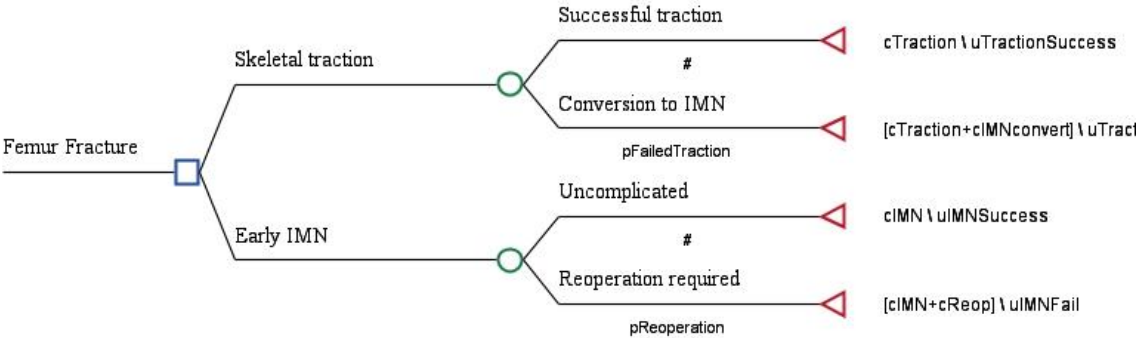 Successful traction
cTraction \ uTractionSuccess
#
Skeletal traction
Conversion to IMN
[cTraction+cIMNconvert] \ uTract
pFailedTraction
Femur Fracture
Uncomplicated
cIMN \ uIMNSuccess
#
Early IMN
Reoperation required
[cIMN+cReop] \ uIMNFail
pReoperation